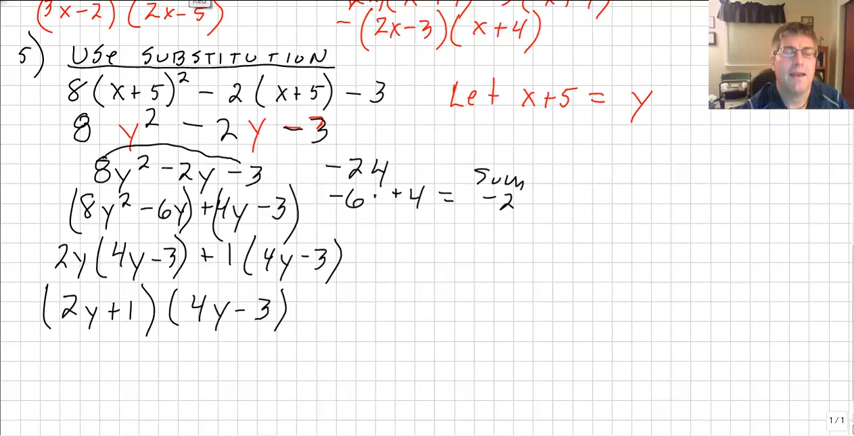 (3x-2) (2x-5)
-(2x-3)(x+4)
5) USE SUBSTITUTION
8(x+5)² - 2(x+5) - 3
Let x+5 = y
8 y² - 2y - 3
8y² - 2y - 3
-24
Sum
(8y² - 6y) + (4y - 3)
-6 · +4 = -2
2y(4y-3) + 1(4y-3)
(2y+1)(4y-3)
1/1